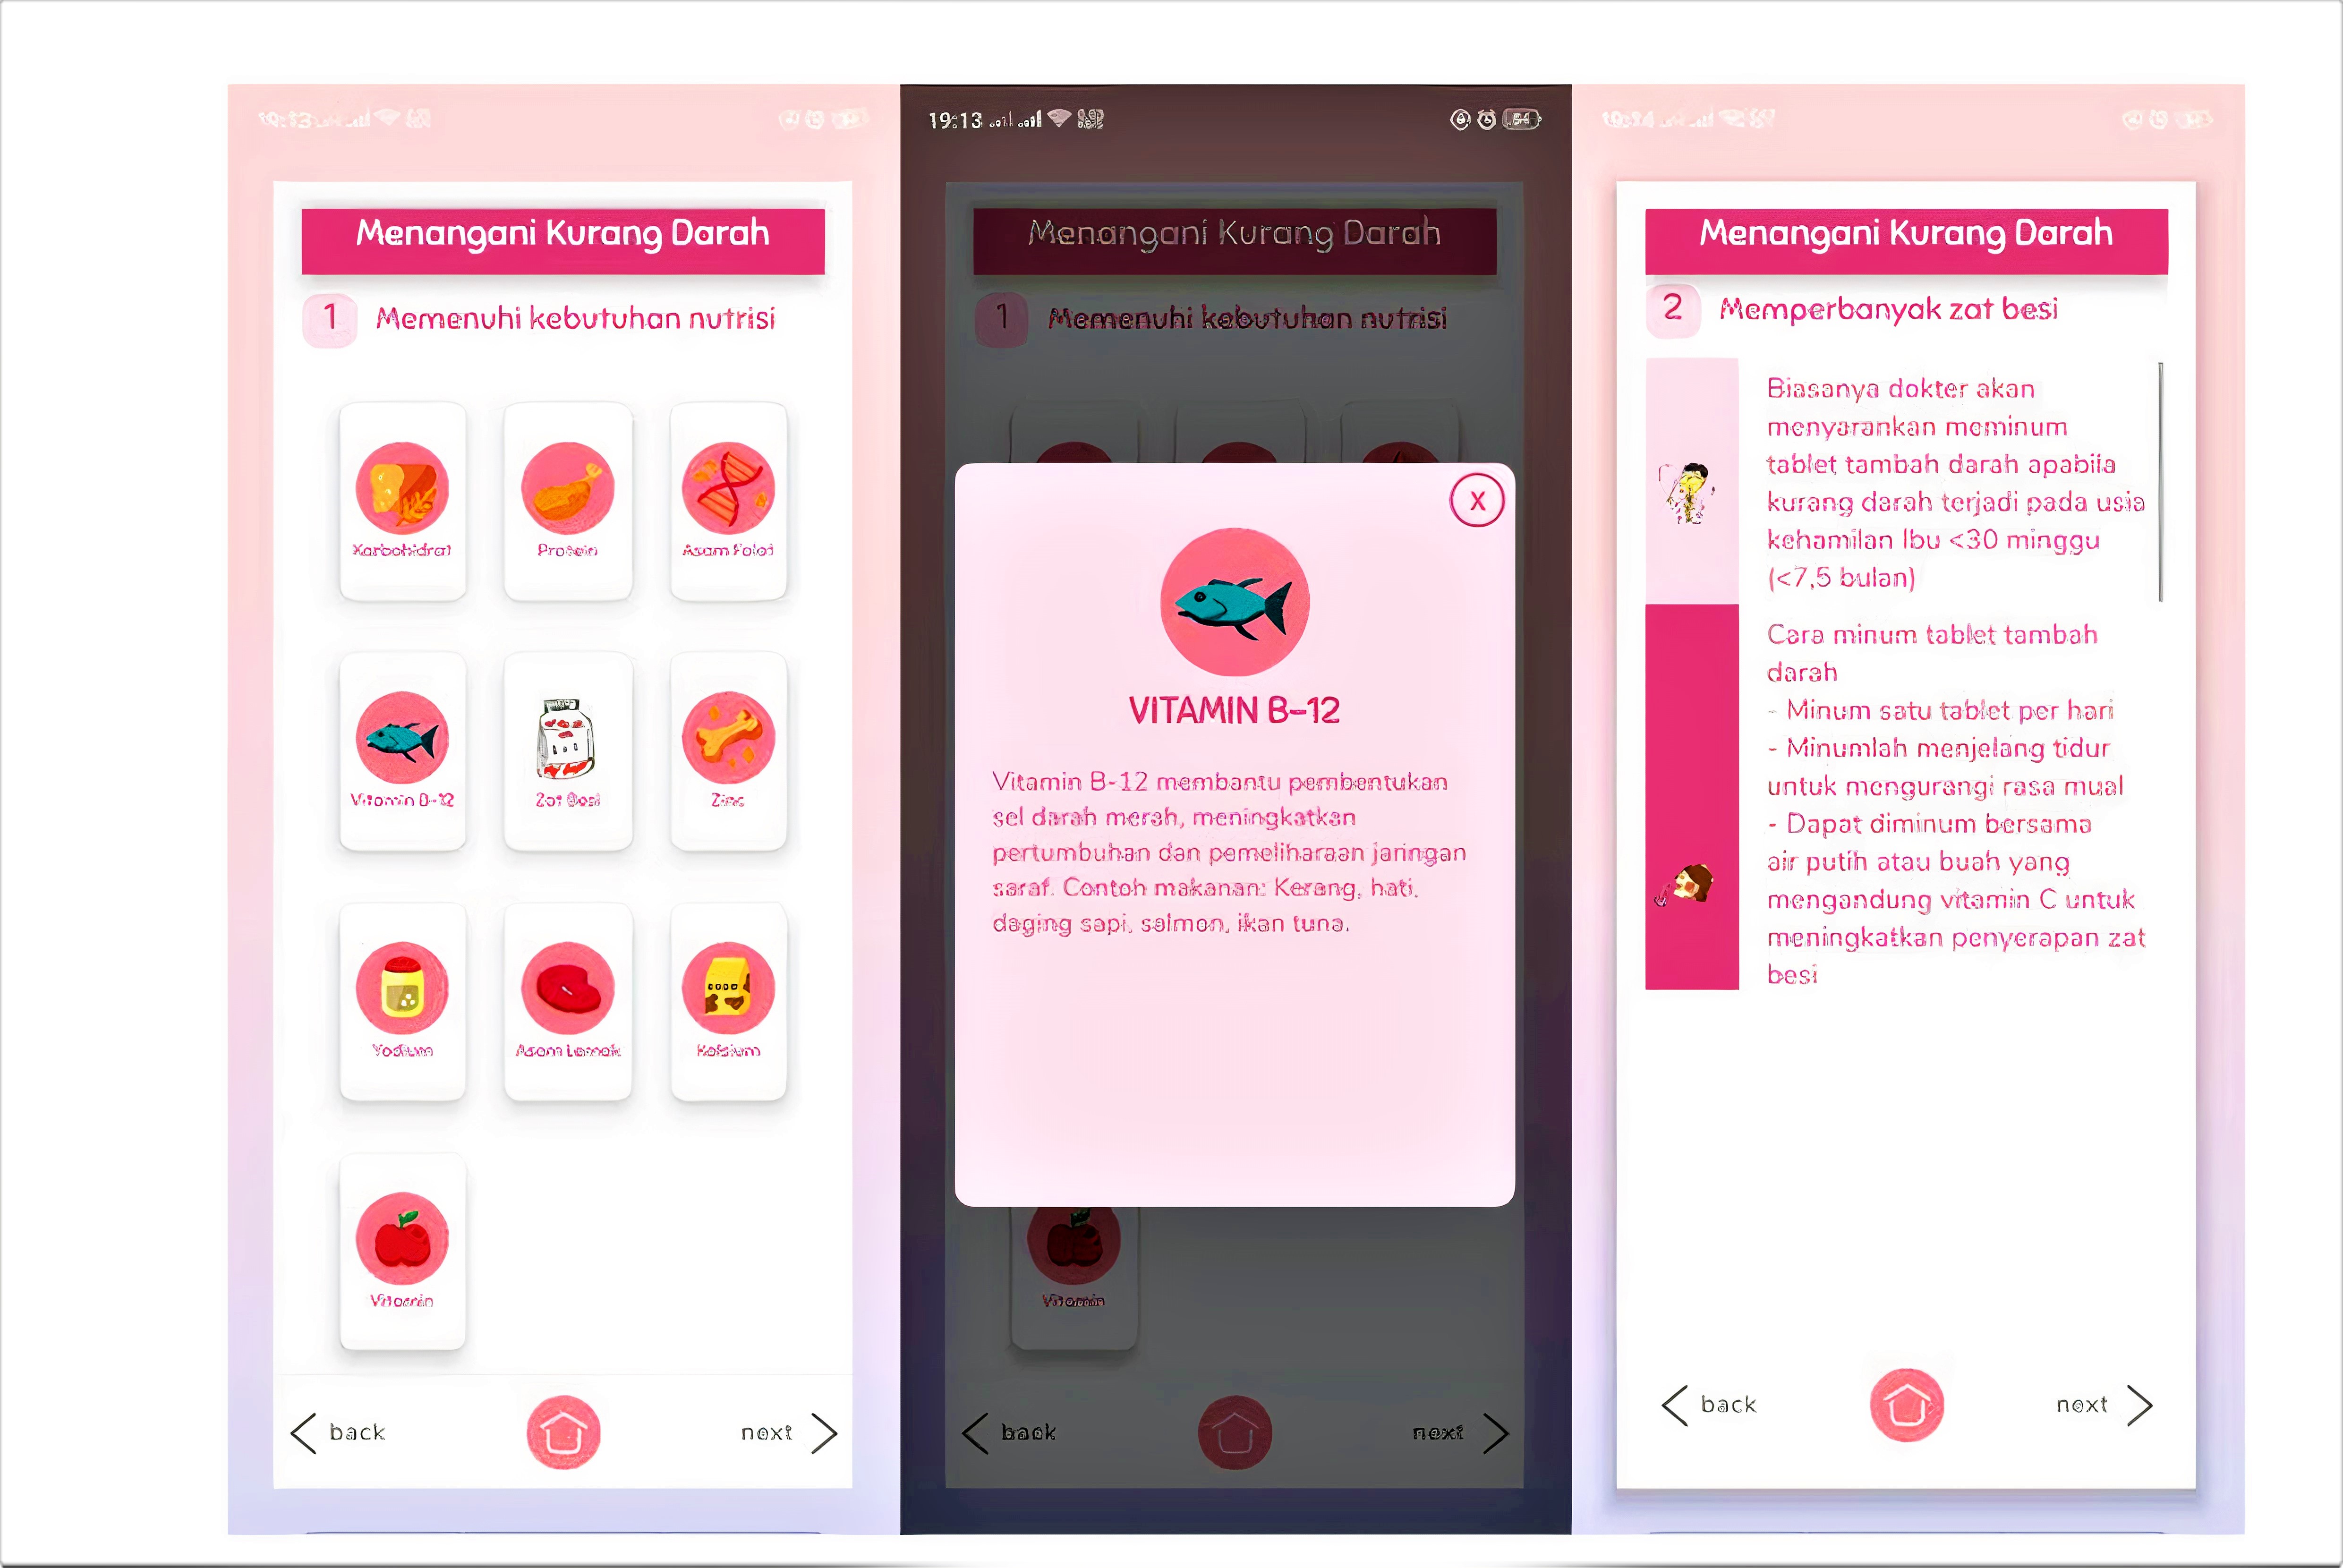 Menangani Kurang Darah
1 Memenuhi kebutuhan nutrisi
Karbohidrat Protein Asam Folat
Vitamin B-12 Zat Besi Zinc
Yodium Asam Lemak Kalsium
Vitamin
back next
19:13
54
Menangani Kurang Darah
1 Memenuhi kebutuhan nutrisi
X
VITAMIN B-12
Vitamin B-12 membantu pembentukan
sel darah merah, meningkatkan
pertumbuhan dan pemeliharaan jaringan
saraf. Contoh makanan: Kerang, hati,
daging sapi, salmon, ikan tuna.
Vitamin
back next
Menangani Kurang Darah
2 Memperbanyak zat besi
Biasanya dokter akan
menyarankan meminum
tablet tambah darah apabila
kurang darah terjadi pada usia
kehamilan Ibu <30 minggu
(<7,5 bulan)
Cara minum tablet tambah
darah
- Minum satu tablet per hari
- Minumlah menjelang tidur
untuk mengurangi rasa mual
- Dapat diminum bersama
air putih atau buah yang
mengandung vitamin C untuk
meningkatkan penyerapan zat
besi
back next